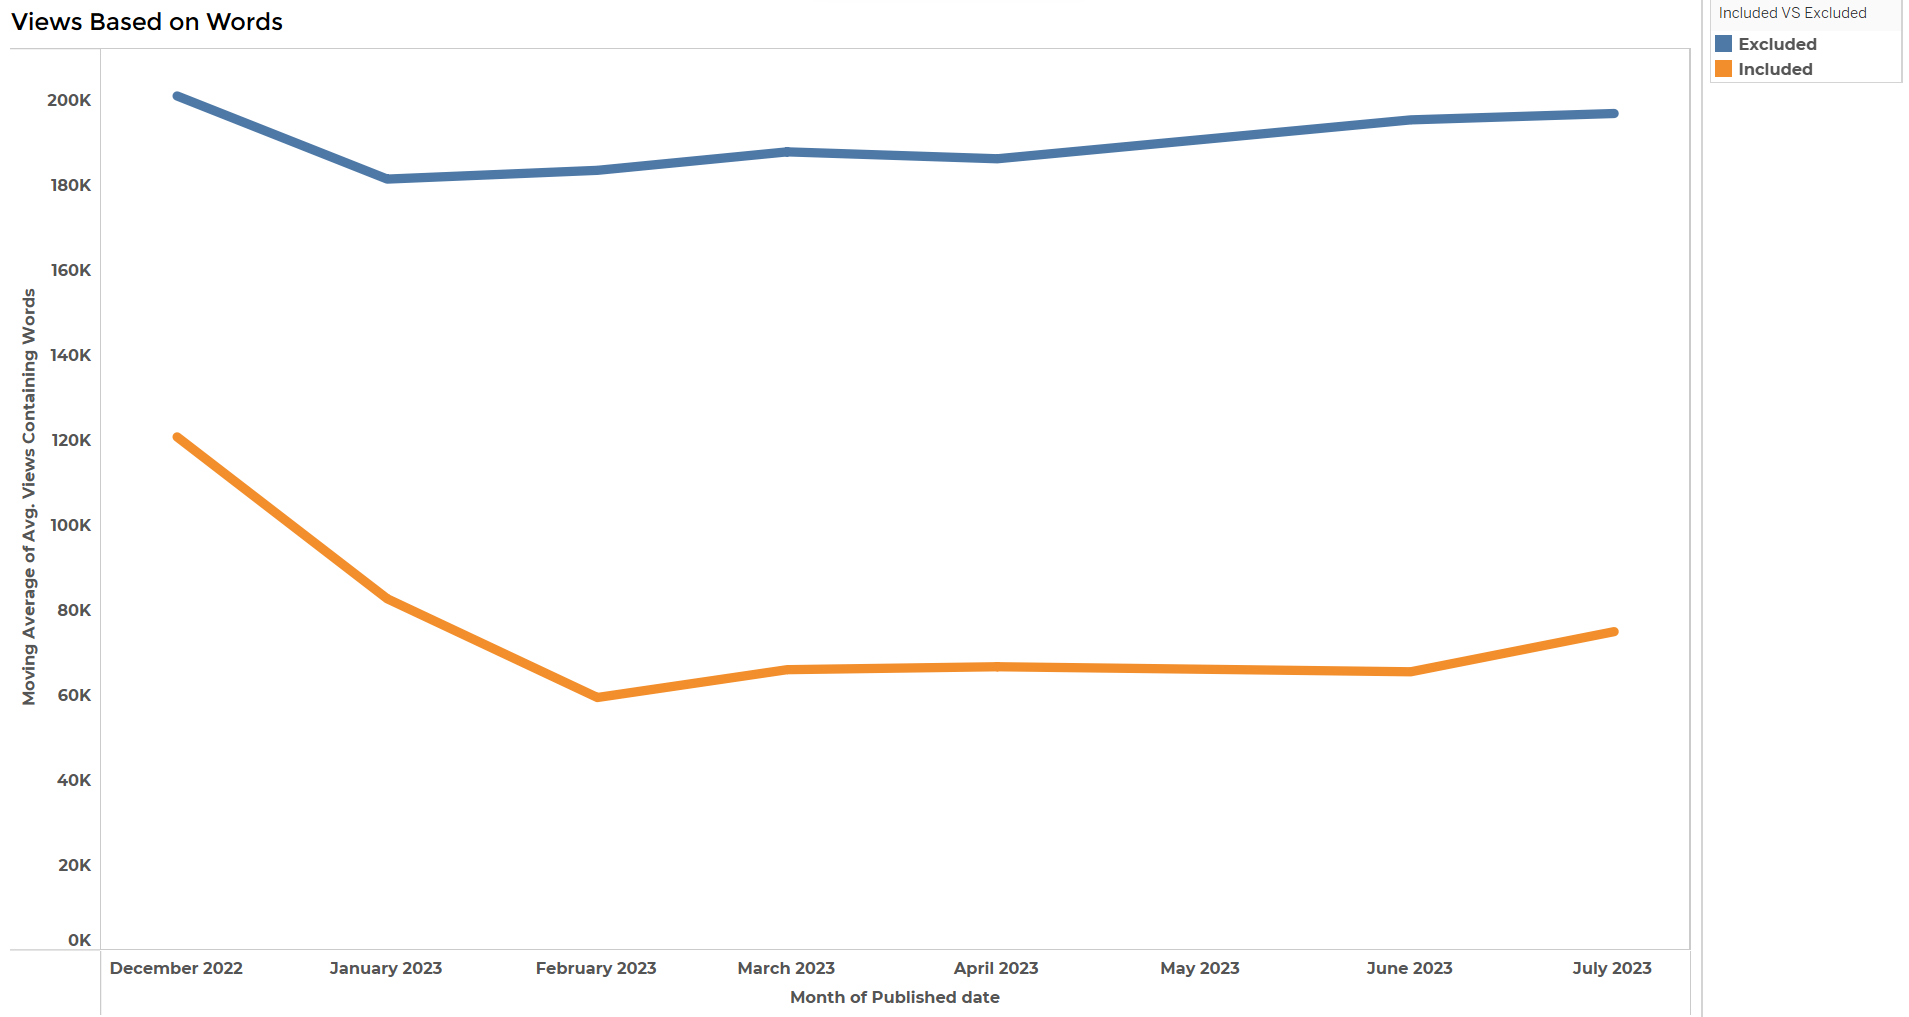 Views Based on Words
Included VS Excluded
Excluded
Included
Moving Average of Avg. Views Containing Words
200K
180K
160K
140K
120K
100K
80K
60K
40K
20K
0K
December 2022
January 2023
February 2023
March 2023
April 2023
May 2023
June 2023
July 2023
Month of Published date